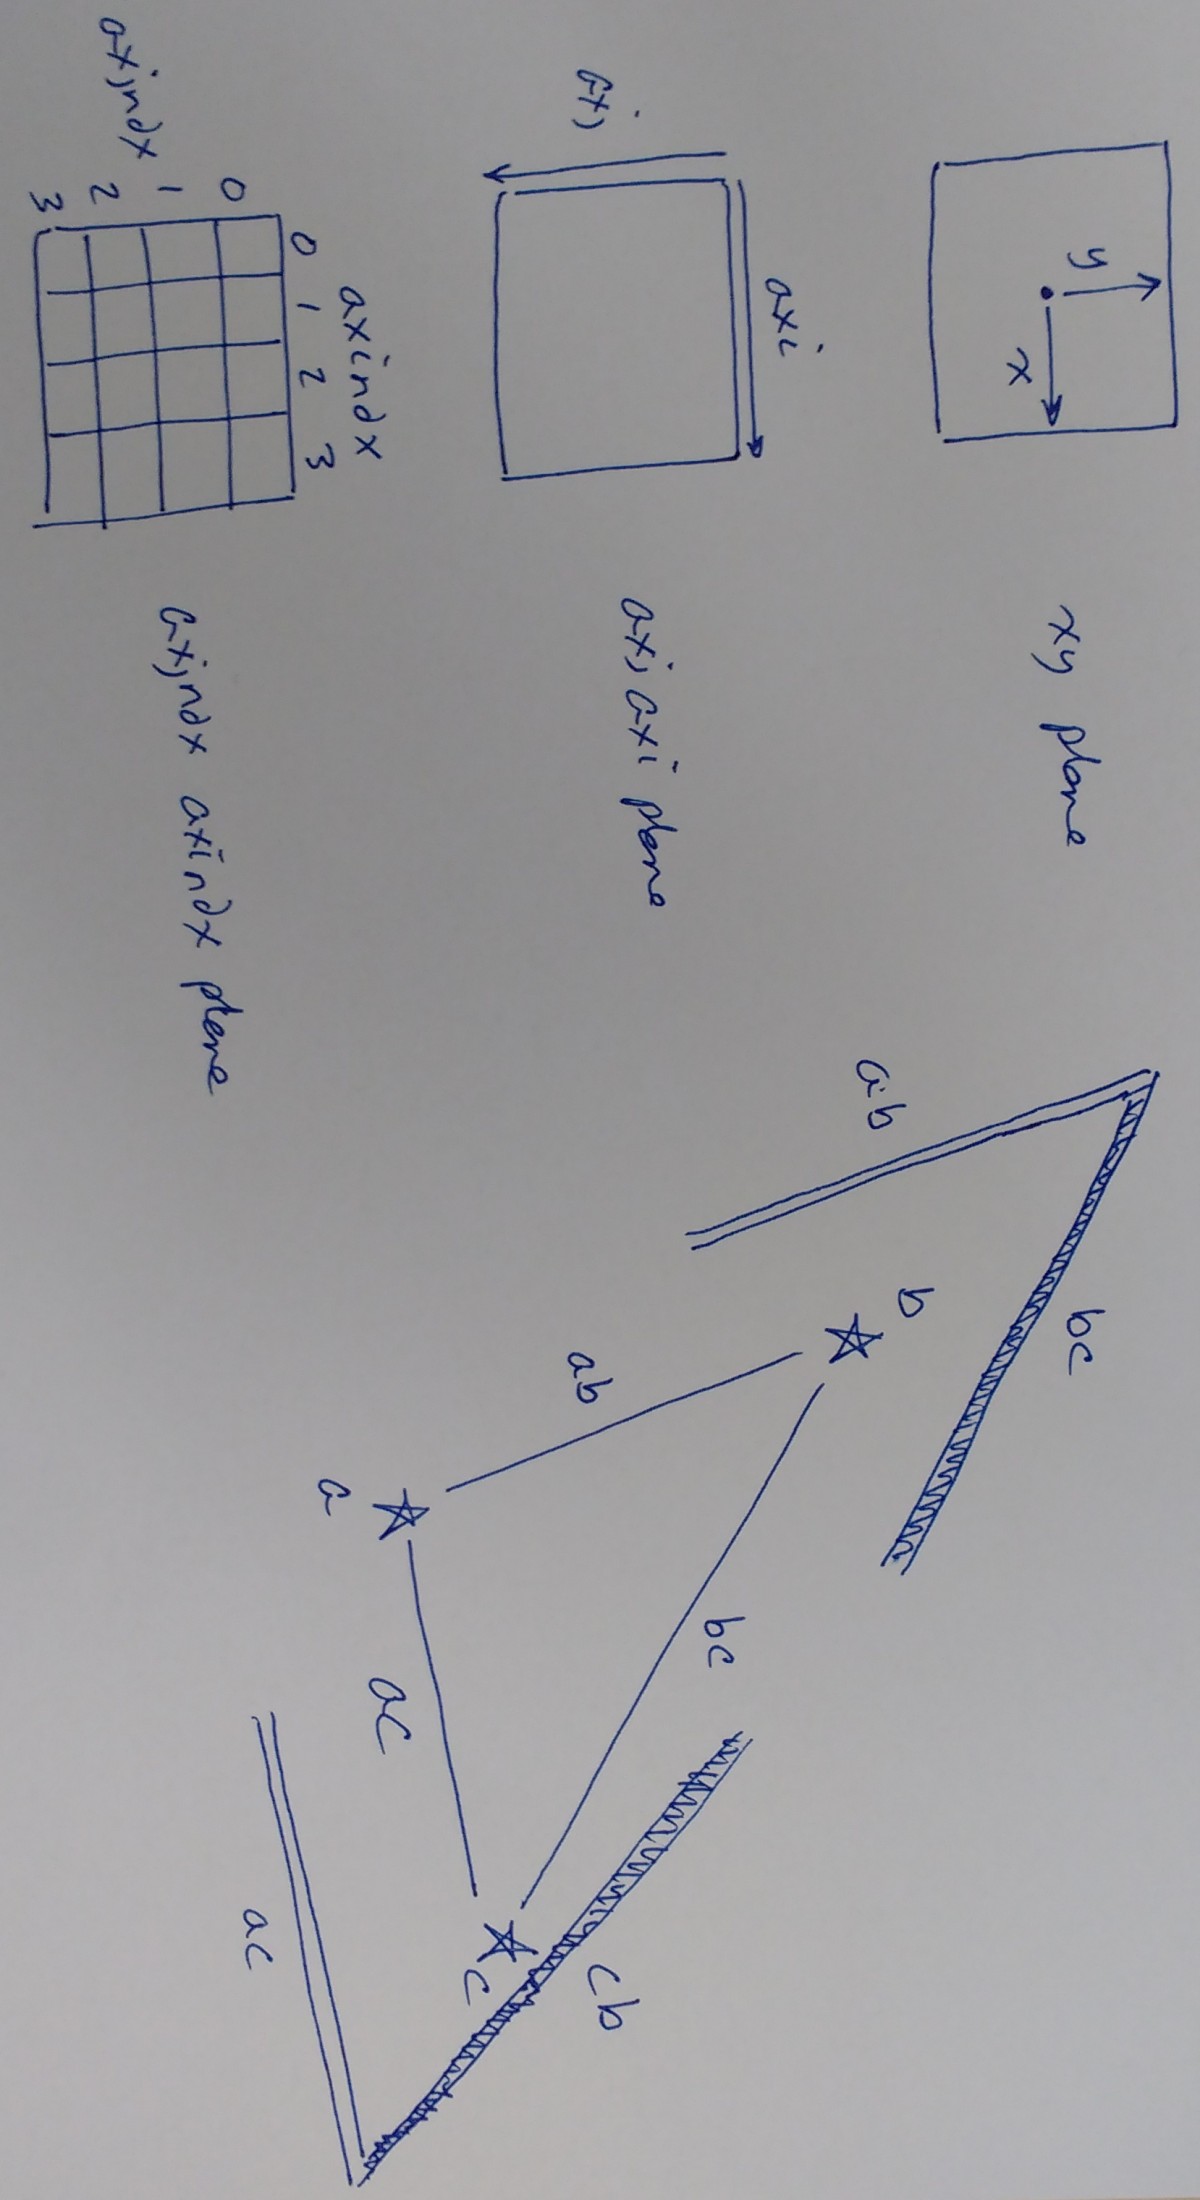 y
x
xy plane
axi
axj
axj axi plane
axindx
0 1 2 3
0
1
axjndx
2
3
axjndx axindx plane
bc
ab
b
bc
ab
cb
c
ac
a
ac